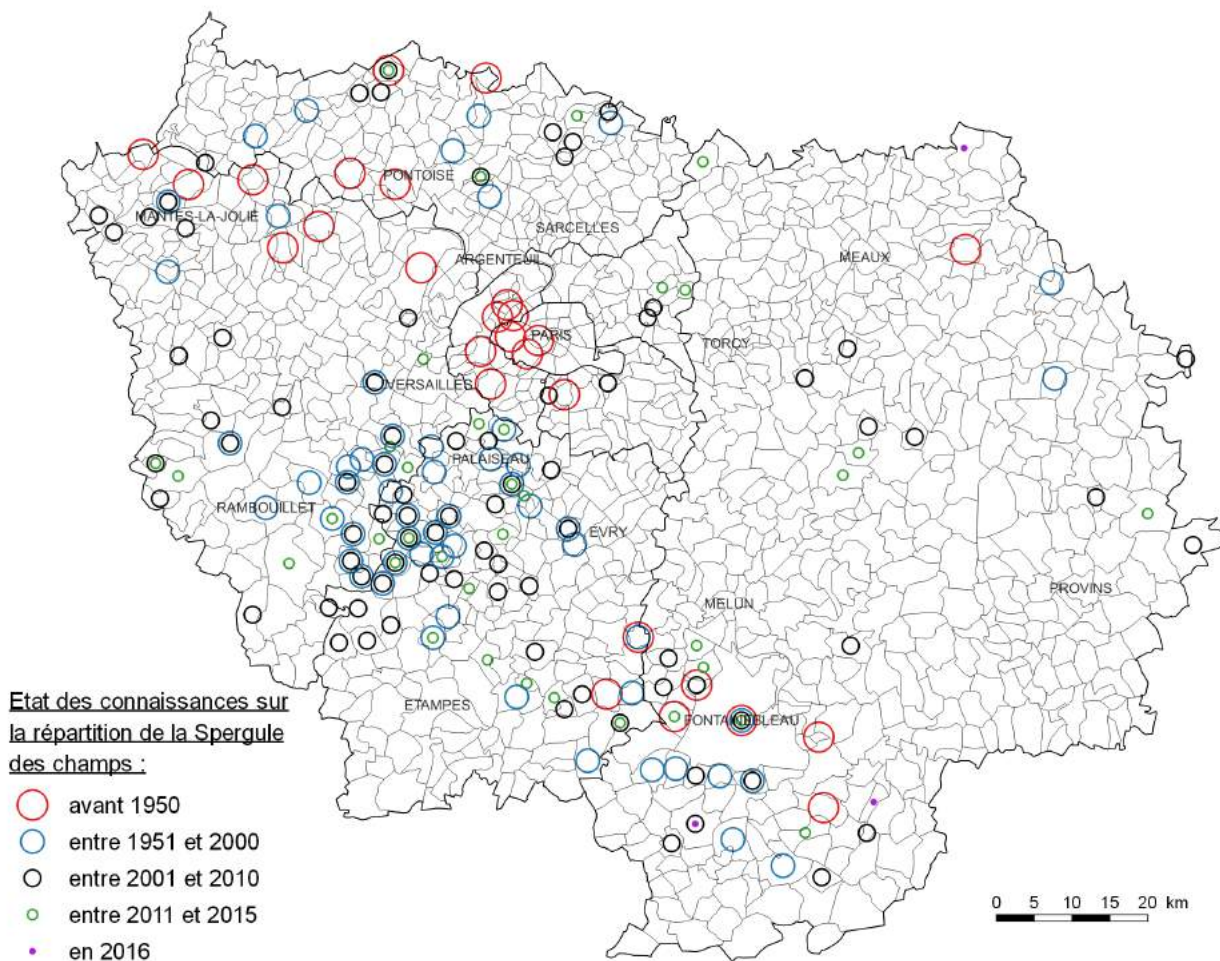 PONTOISE
MANTES-LA-JOLIE
SARCELLES
ARGENTEUIL
MEAUX
PARIS
TORCY
VERSAILLES
PALAISEAU
RAMBOUILLET
EVRY
PROVINS
MELUN
ETAMPES
FONTAINEBLEAU
Etat des connaissances sur
la répartition de la Spergule
des champs :
avant 1950
entre 1951 et 2000
entre 2001 et 2010
entre 2011 et 2015
en 2016
0 5 10 15 20 km